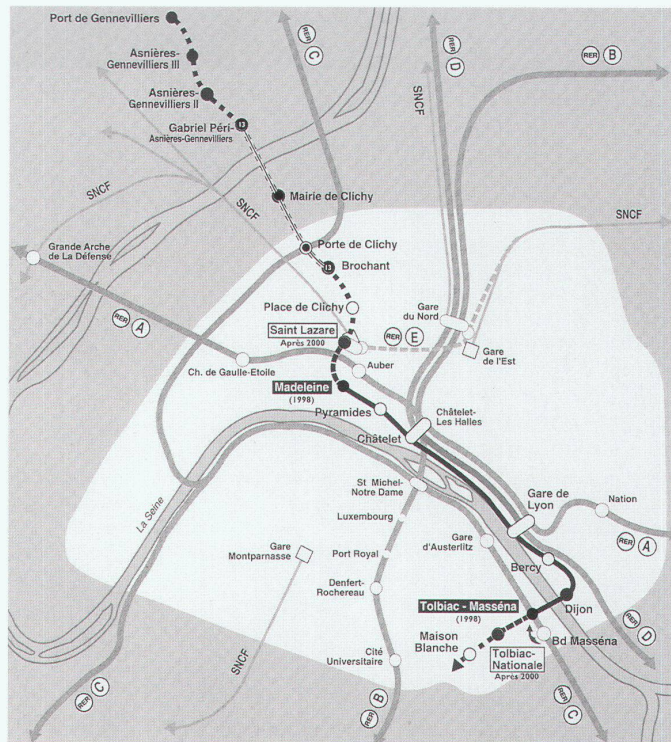 Port de Gennevilliers
RER C
RER D
RER B
Asnières-
Gennevilliers III
Asnières-
Gennevilliers II
SNCF
Gabriel Péri-
Asnières-Gennevilliers
13
SNCF
SNCF
SNCF
Mairie de Clichy
Grande Arche
de La Défense
Porte de Clichy
Brochant
13
RER A
Place de Clichy
Gare
du Nord
Saint Lazare
Après 2000
RER E
Gare
de l'Est
Ch. de Gaulle-Etoile
Auber
Madeleine
(1998)
Pyramides
Châtelet-
Les Halles
Châtelet
La Seine
St Michel-
Notre Dame
Gare de
Lyon
Nation
Luxembourg
Gare
d'Austerlitz
RER A
Gare
Montparnasse
Port Royal
Bercy
Denfert-
Rochereau
Tolbiac - Masséna
(1998)
Dijon
RER D
Maison
Blanche
Bd Masséna
Tolbiac-
Nationale
Après 2000
Cité
Universitaire
SNCF
RER C
RER B
RER C